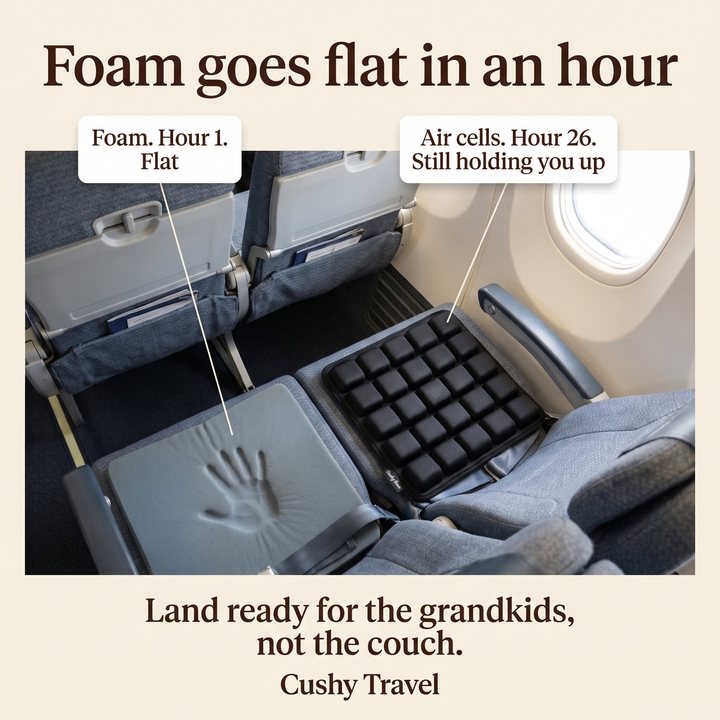 Foam goes flat in an hour
Foam. Hour 1.
Flat
Air cells. Hour 26.
Still holding you up
Land ready for the grandkids,
not the couch.
Cushy Travel